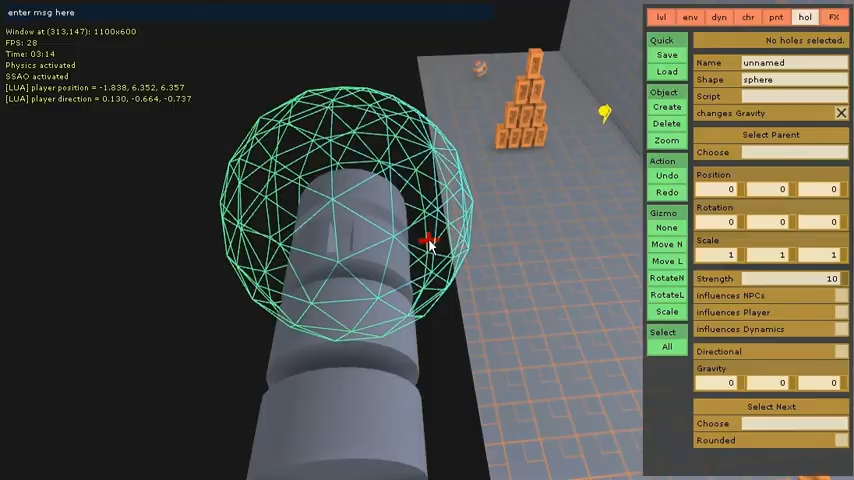 enter msg here
Window at (313,147): 1100x600
FPS: 28
Time: 03:14
Physics activated
SSAO activated
[LUA] player position = -1.838, 6.352, 6.357
[LUA] player direction = 0.130, -0.664, -0.737
lvl env dyn chr pnt hol FX
Quick
Save
Load
Object
Create
Delete
Zoom
Action
Undo
Redo
Gizmo
None
Move N
Move L
RotateN
RotateL
Scale
Select
All
No holes selected.
Name unnamed
Shape sphere
Script
changes Gravity X
Select Parent
Choose
Position
0 0 0
Rotation
0 0 0
Scale
1 1 1
Strength 10
influences NPCs
influences Player
influences Dynamics
Directional
Gravity
0 0 0
Select Next
Choose
Rounded